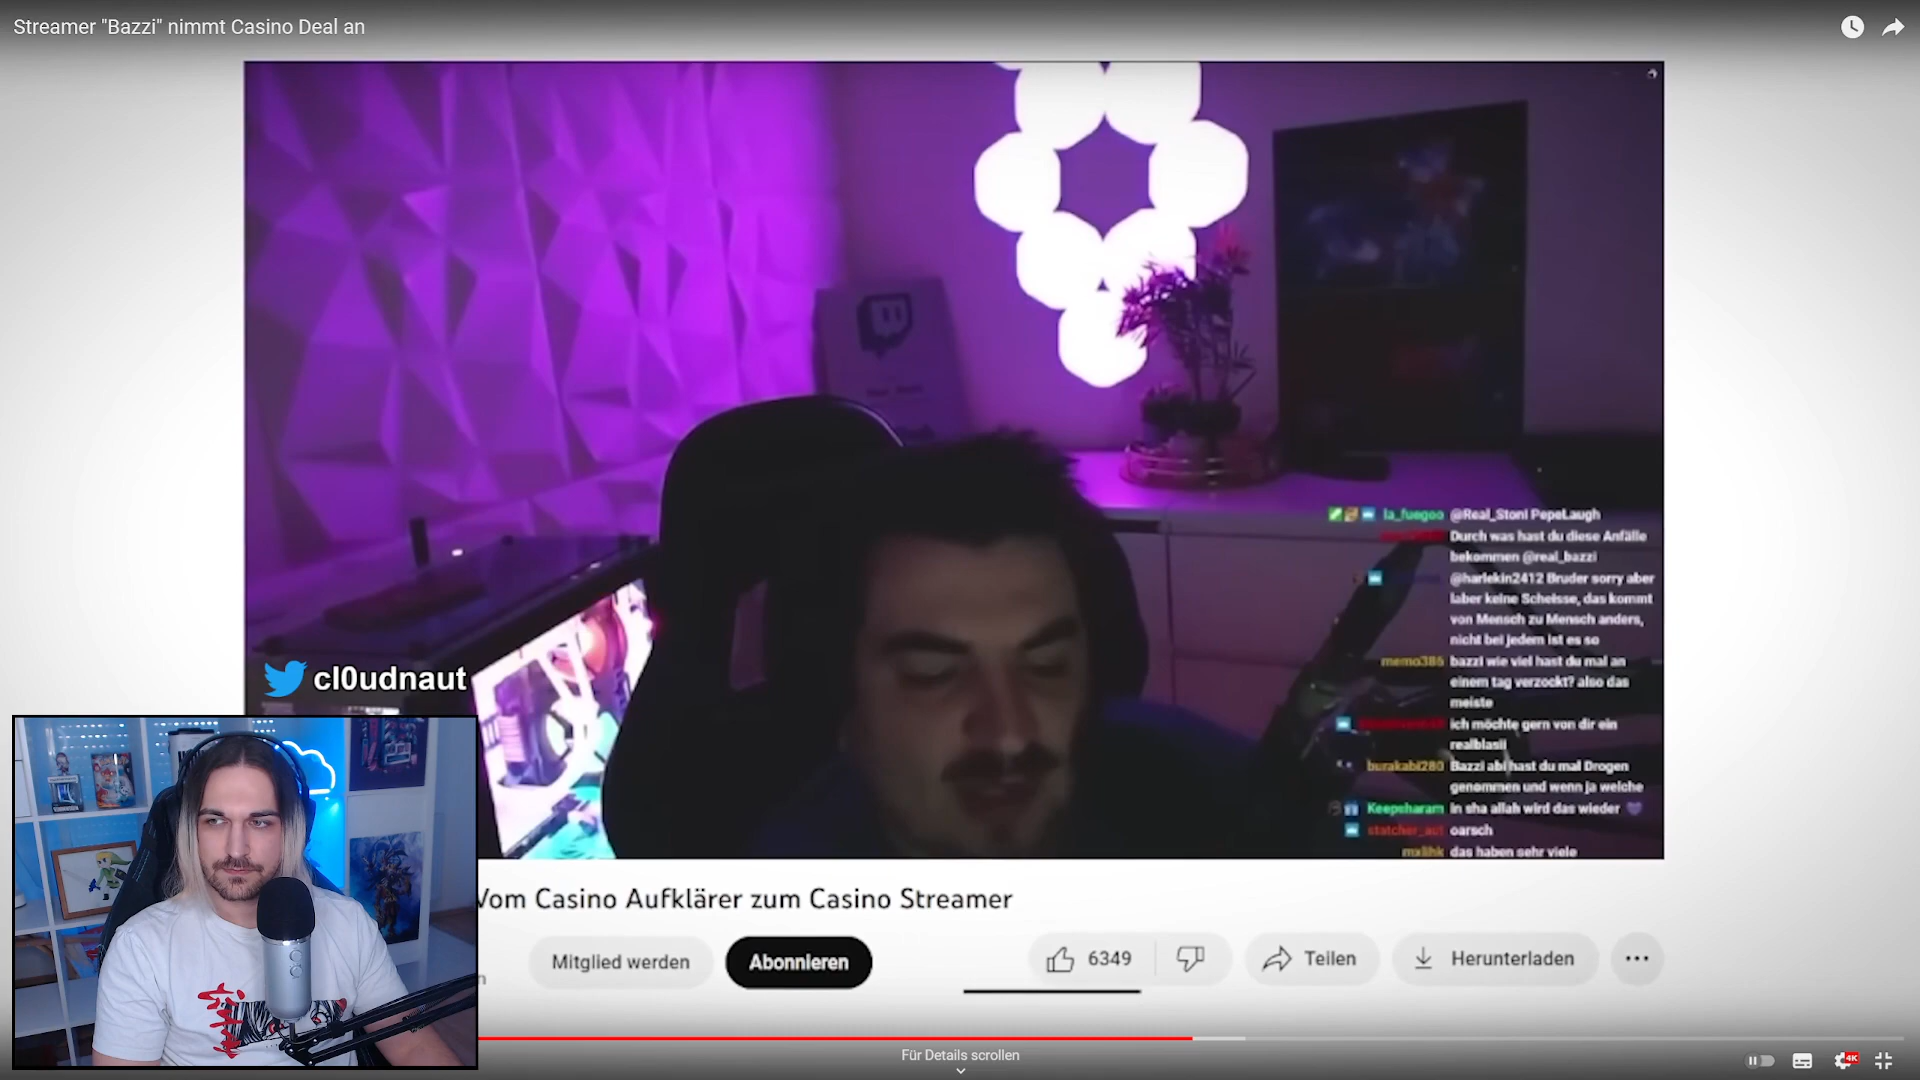 Streamer "Bazzi" nimmt Casino Deal an
la_fuegoo @Real_Stoni PepeLaugh
Durch was hast du diese Anfälle
bekommen @real_bazzi
@harlekin2412 Bruder sorry aber
laber keine Scheisse, das kommt
von Mensch zu Mensch anders,
nicht bei jedem ist es so
memo386 bazzi wie viel hast du mal an
einem tag verzockt? also das
meiste
ich möchte gern von dir ein
realblasii
burakabi280 Bazzi abi hast du mal Drogen
genommen und wenn ja welche
Keepsharam in sha allah wird das wieder
oarsch
das haben sehr viele
cl0udnaut
Vom Casino Aufklärer zum Casino Streamer
Mitglied werden
Abonnieren
6349
Teilen
Herunterladen
Für Details scrollen
4K